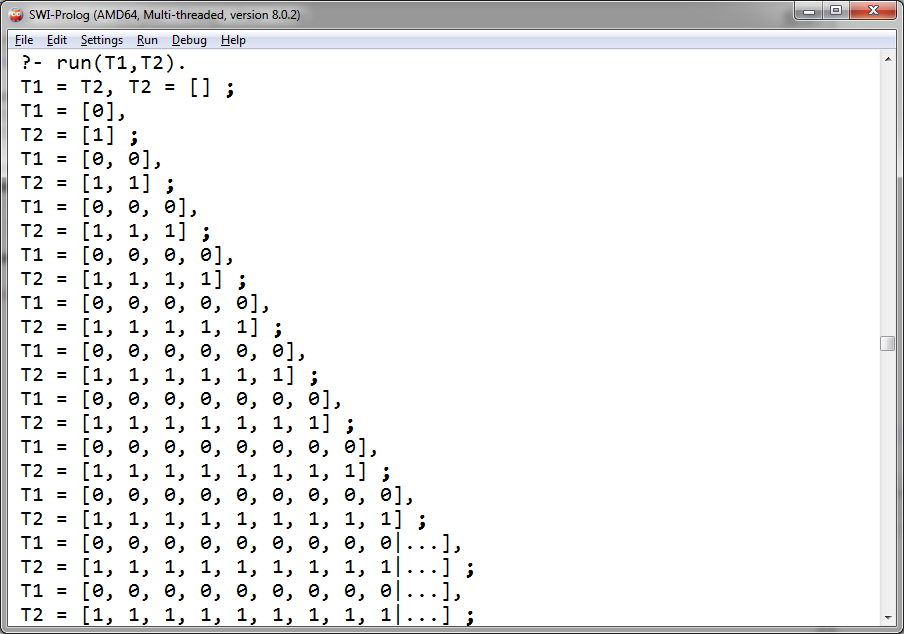 SWI-Prolog (AMD64, Multi-threaded, version 8.0.2)
File Edit Settings Run Debug Help
?- run(T1,T2).
T1 = T2, T2 = [] ;
T1 = [0],
T2 = [1] ;
T1 = [0, 0],
T2 = [1, 1] ;
T1 = [0, 0, 0],
T2 = [1, 1, 1] ;
T1 = [0, 0, 0, 0],
T2 = [1, 1, 1, 1] ;
T1 = [0, 0, 0, 0, 0],
T2 = [1, 1, 1, 1, 1] ;
T1 = [0, 0, 0, 0, 0, 0],
T2 = [1, 1, 1, 1, 1, 1] ;
T1 = [0, 0, 0, 0, 0, 0, 0],
T2 = [1, 1, 1, 1, 1, 1, 1] ;
T1 = [0, 0, 0, 0, 0, 0, 0, 0],
T2 = [1, 1, 1, 1, 1, 1, 1, 1] ;
T1 = [0, 0, 0, 0, 0, 0, 0, 0, 0],
T2 = [1, 1, 1, 1, 1, 1, 1, 1, 1] ;
T1 = [0, 0, 0, 0, 0, 0, 0, 0, 0|...],
T2 = [1, 1, 1, 1, 1, 1, 1, 1, 1|...] ;
T1 = [0, 0, 0, 0, 0, 0, 0, 0, 0|...],
T2 = [1, 1, 1, 1, 1, 1, 1, 1, 1|...] ;